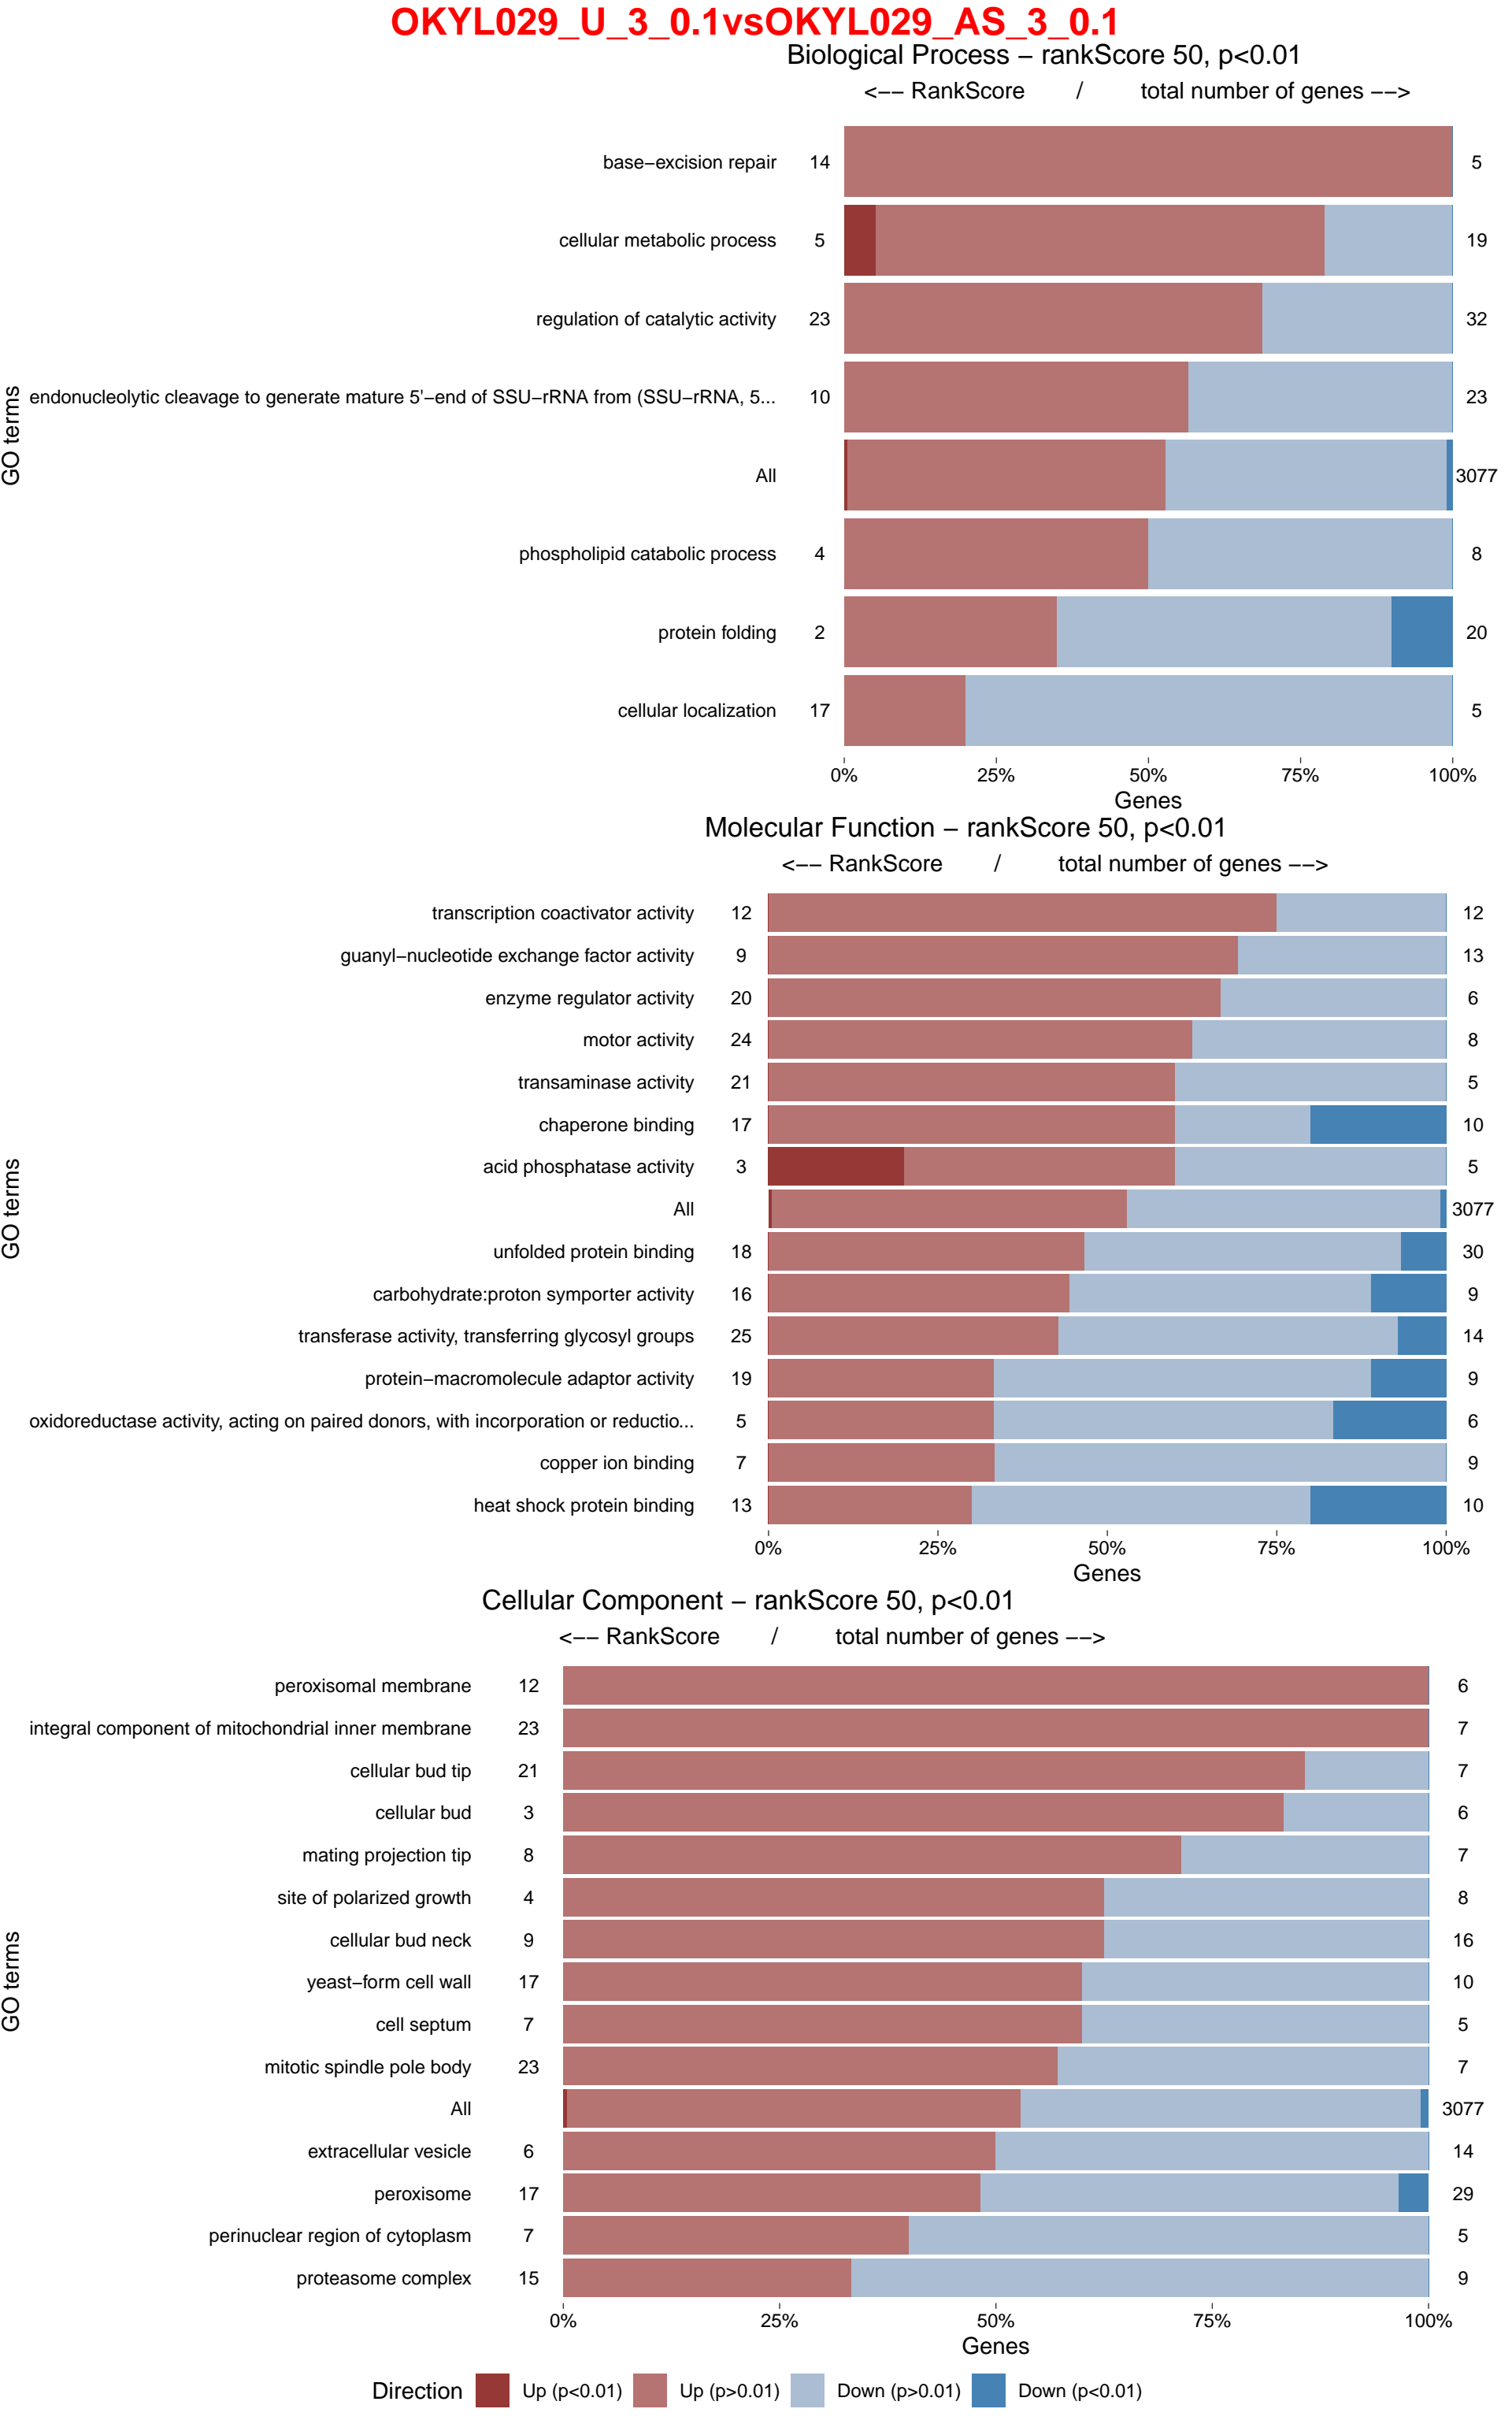 OKYL029_U_3_0.1vsOKYL029_AS_3_0.1
Biological Process − rankScore 50, p<0.01
<−− RankScore / total number of genes −−>
base−excision repair 14 5
cellular metabolic process 5 19
regulation of catalytic activity 23 32
endonucleolytic cleavage to generate mature 5'−end of SSU−rRNA from (SSU−rRNA, 5... 10 23
All 3077
phospholipid catabolic process 4 8
protein folding 2 20
cellular localization 17 5
GO terms
0% 25% 50% 75% 100%
Genes
Molecular Function − rankScore 50, p<0.01
<−− RankScore / total number of genes −−>
transcription coactivator activity 12 12
guanyl−nucleotide exchange factor activity 9 13
enzyme regulator activity 20 6
motor activity 24 8
transaminase activity 21 5
chaperone binding 17 10
acid phosphatase activity 3 5
All 3077
unfolded protein binding 18 30
carbohydrate:proton symporter activity 16 9
transferase activity, transferring glycosyl groups 25 14
protein−macromolecule adaptor activity 19 9
oxidoreductase activity, acting on paired donors, with incorporation or reductio... 5 6
copper ion binding 7 9
heat shock protein binding 13 10
GO terms
0% 25% 50% 75% 100%
Genes
Cellular Component − rankScore 50, p<0.01
<−− RankScore / total number of genes −−>
peroxisomal membrane 12 6
integral component of mitochondrial inner membrane 23 7
cellular bud tip 21 7
cellular bud 3 6
mating projection tip 8 7
site of polarized growth 4 8
cellular bud neck 9 16
yeast−form cell wall 17 10
cell septum 7 5
mitotic spindle pole body 23 7
All 3077
extracellular vesicle 6 14
peroxisome 17 29
perinuclear region of cytoplasm 7 5
proteasome complex 15 9
GO terms
0% 25% 50% 75% 100%
Genes
Direction Up (p<0.01) Up (p>0.01) Down (p>0.01) Down (p<0.01)